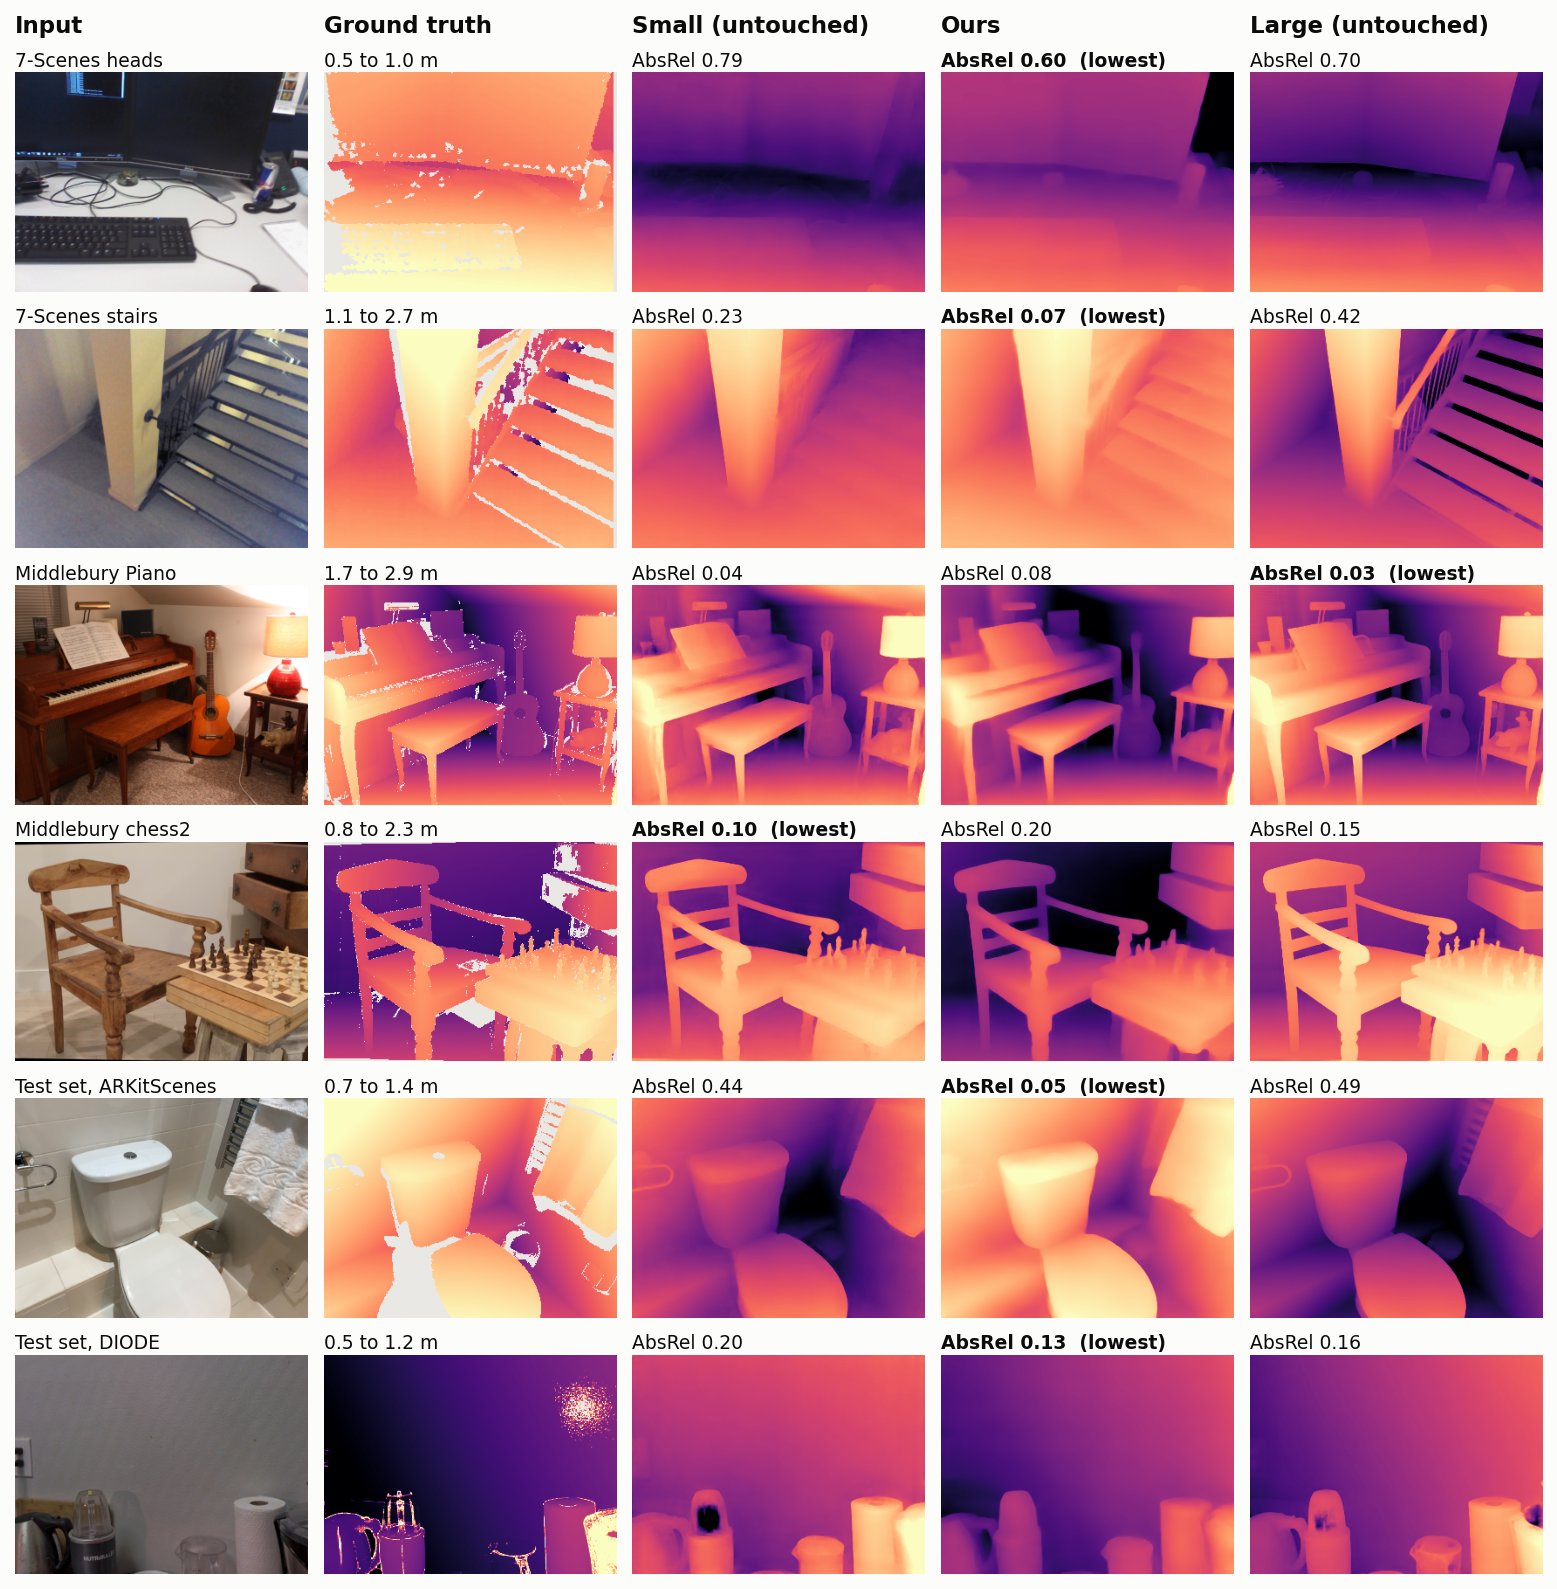 Input Ground truth Small (untouched) Ours Large (untouched)
7-Scenes heads 0.5 to 1.0 m AbsRel 0.79 AbsRel 0.60 (lowest) AbsRel 0.70
7-Scenes stairs 1.1 to 2.7 m AbsRel 0.23 AbsRel 0.07 (lowest) AbsRel 0.42
Middlebury Piano 1.7 to 2.9 m AbsRel 0.04 AbsRel 0.08 AbsRel 0.03 (lowest)
Middlebury chess2 0.8 to 2.3 m AbsRel 0.10 (lowest) AbsRel 0.20 AbsRel 0.15
Test set, ARKitScenes 0.7 to 1.4 m AbsRel 0.44 AbsRel 0.05 (lowest) AbsRel 0.49
Test set, DIODE 0.5 to 1.2 m AbsRel 0.20 AbsRel 0.13 (lowest) AbsRel 0.16